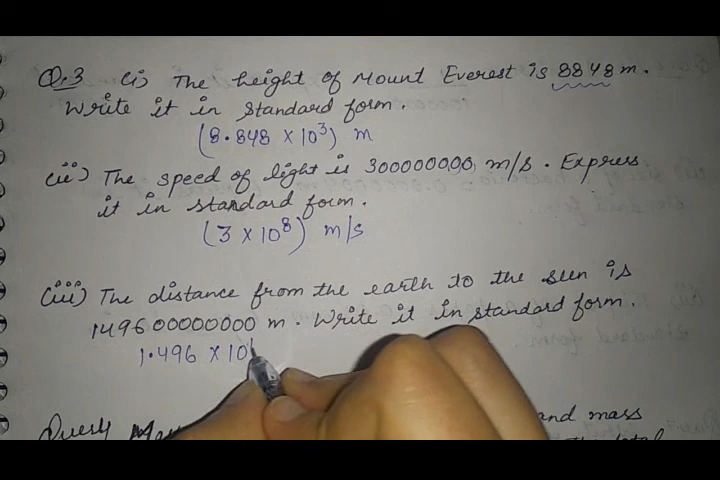 Q.3 (i) The height of Mount Everest is 8848 m.
Write it in standard form.
(8.848 × 10³) m
(ii) The speed of light is 300000000 m/s. Express
it in standard form.
(3 × 10⁸) m/s
(iii) The distance from the earth to the sun is
149600000000 m. Write it in standard form.
1.496 × 10
Query and mass